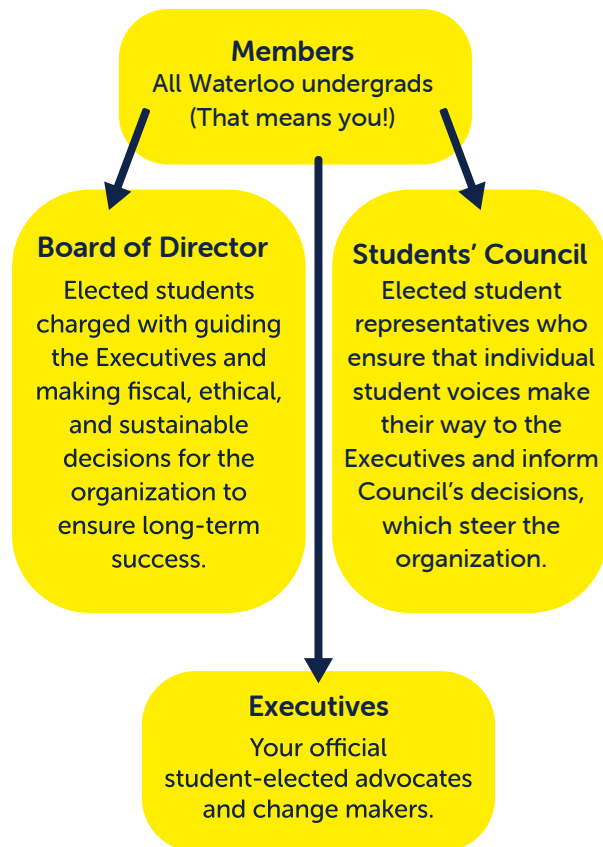 Members
All Waterloo undergrads
(That means you!)
Board of Director
Elected students
charged with guiding
the Executives and
making fiscal, ethical,
and sustainable
decisions for the
organization to
ensure long-term
success.
Students’ Council
Elected student
representatives who
ensure that individual
student voices make
their way to the
Executives and inform
Council’s decisions,
which steer the
organization.
Executives
Your official
student-elected advocates
and change makers.